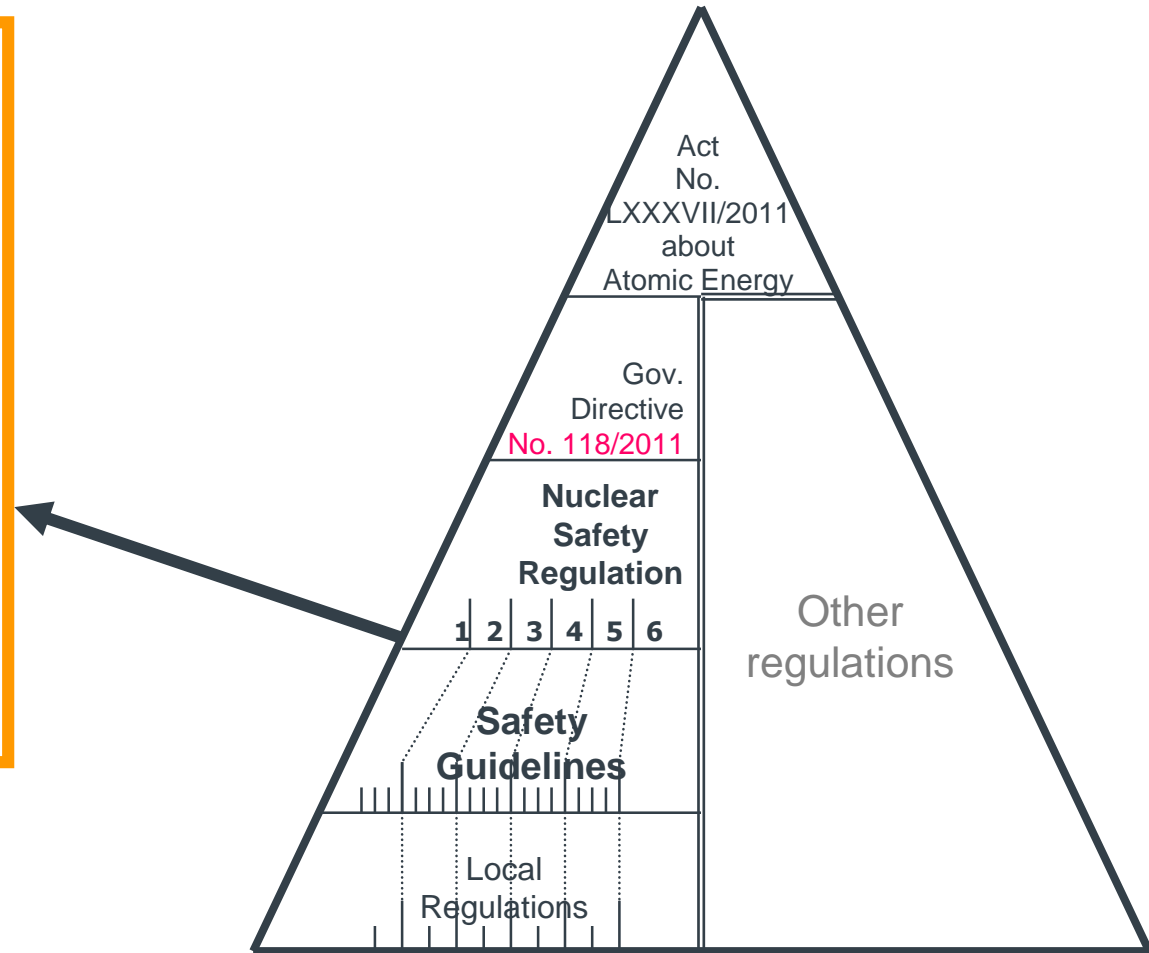 Act
No.
LXXXVII/2011
about
Atomic Energy
Gov.
Directive
No. 118/2011
Nuclear
Safety
Regulation
1 2 3 4 5 6
Other
regulations
Safety
Guidelines
Local
Regulations